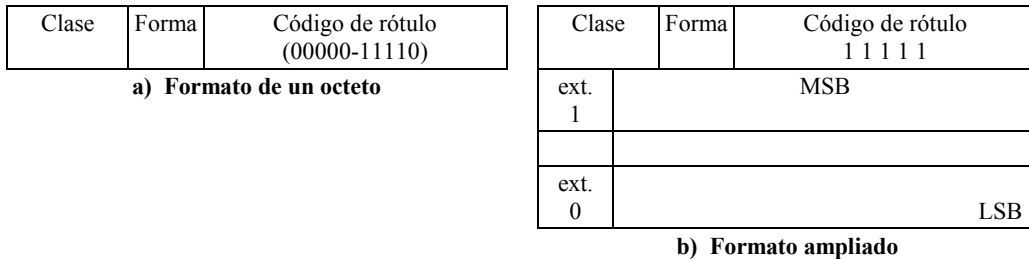 Clase Forma Código de rótulo
(00000-11110)
a) Formato de un octeto
Clase Forma Código de rótulo
1 1 1 1 1
ext. MSB
1
ext.
0 LSB
b) Formato ampliado